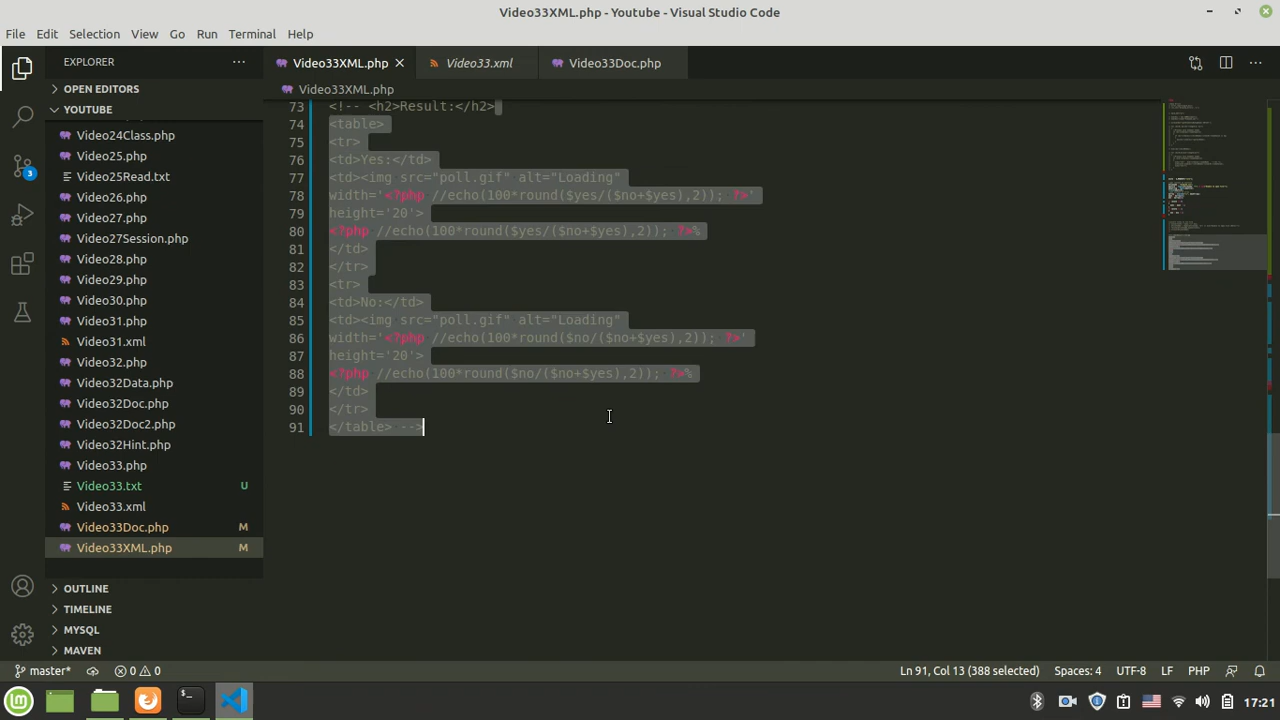 Video33XML.php - Youtube - Visual Studio Code
File Edit Selection View Go Run Terminal Help
EXPLORER
Video33XML.php
Video33.xml
Video33Doc.php
OPEN EDITORS
Video33XML.php
YOUTUBE
Video24Class.php
Video25.php
Video25Read.txt
Video26.php
Video27.php
Video27Session.php
Video28.php
Video29.php
Video30.php
Video31.php
Video31.xml
Video32.php
Video32Data.php
Video32Doc.php
Video32Doc2.php
Video32Hint.php
Video33.php
Video33.txt U
Video33.xml
Video33Doc.php M
Video33XML.php M
OUTLINE
TIMELINE
MYSQL
MAVEN
3
73 <!-- <h2>Result:</h2>
74 <table>
75 <tr>
76 <td>Yes:</td>
77 <td><img src="poll.gif" alt="Loading"
78 width='<?php //echo(100*round($yes/($no+$yes),2)); ?>'
79 height='20'>
80 <?php //echo(100*round($yes/($no+$yes),2)); ?>%
81 </td>
82 </tr>
83 <tr>
84 <td>No:</td>
85 <td><img src="poll.gif" alt="Loading"
86 width='<?php //echo(100*round($no/($no+$yes),2)); ?>'
87 height='20'>
88 <?php //echo(100*round($no/($no+$yes),2)); ?>%
89 </td>
90 </tr>
91 </table> -->
master* 0 0 Ln 91, Col 13 (388 selected) Spaces: 4 UTF-8 LF PHP
17:21